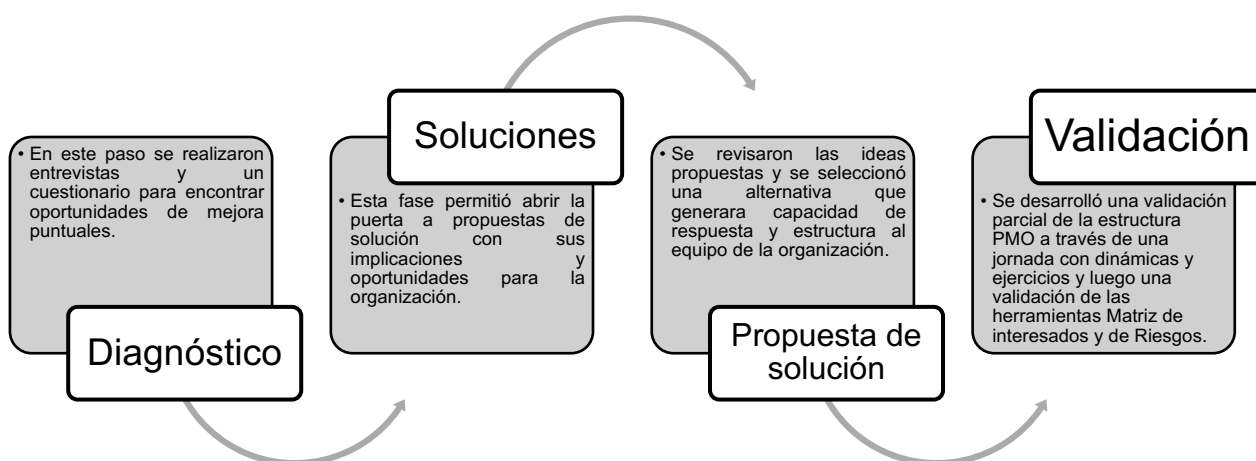 • En este paso se realizaron
entrevistas y un
cuestionario para encontrar
oportunidades de mejora
puntuales.
Diagnóstico
Soluciones
• Esta fase permitió abrir la
puerta a propuestas de
solución con sus
implicaciones y
oportunidades para la
organización.
• Se revisaron las ideas
propuestas y se seleccionó
una alternativa que
generara capacidad de
respuesta y estructura al
equipo de la organización.
Propuesta de
solución
Validación
• Se desarrolló una validación
parcial de la estructura
PMO a través de una
jornada con dinámicas y
ejercicios y luego una
validación de las
herramientas Matriz de
interesados y de Riesgos.